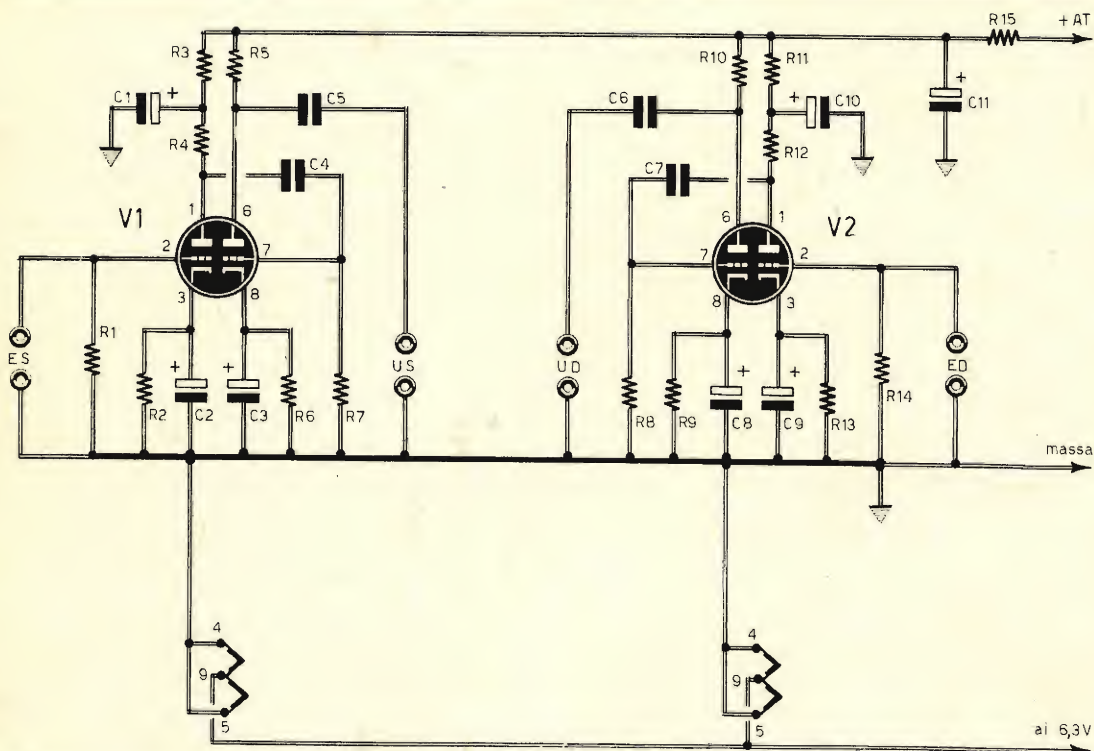 R15
+ AT
R3
R5
R10
R11
C1
+
C5
C6
+
C10
+
C11
R4
C4
C7
R12
1
6
6
1
V1
V2
2
7
7
2
3
8
8
3
R1
ES
US
UD
ED
+
+
+
+
R14
R2
C2
C3
R6
R7
R8
R9
C8
C9
R13
massa
4
9
5
4
9
5
ai 6,3V